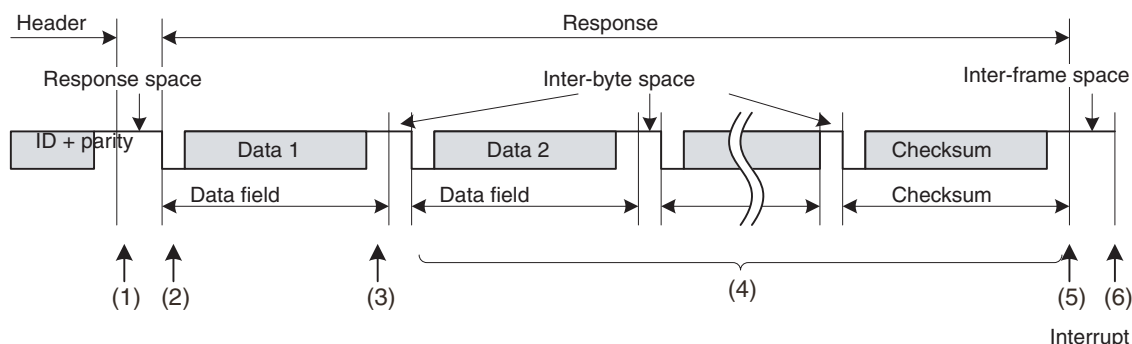 Header
Response
Response space
Inter-byte space
Inter-frame space
ID + parity
Data 1
Data 2
Checksum
Data field
Data field
Checksum
(1)
(2)
(3)
(4)
(5)
(6)
Interrupt